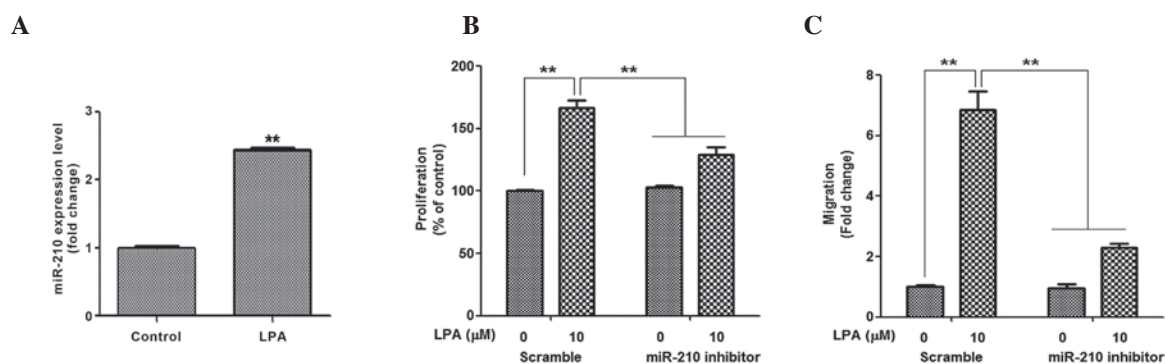 A
miR-210 expression level
(fold change)
3
2
1
0
**
Control
LPA
B
Proliferation
(% of control)
200
150
100
50
0
**
**
LPA (μM)
0
10
0
10
Scramble
miR-210 inhibitor
C
Migration
(Fold change)
8
6
4
2
0
**
**
LPA (μM)
0
10
0
10
Scramble
miR-210 inhibitor